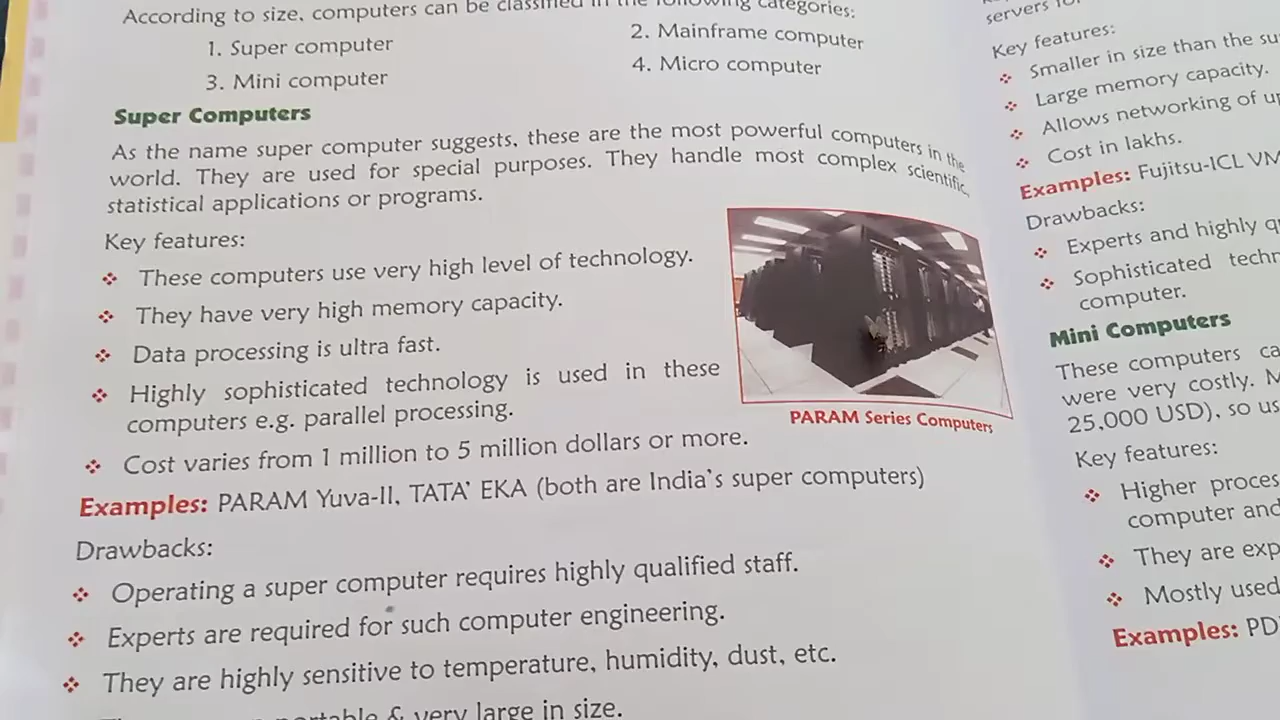 According to size, computers can be classified in the following categories:
1. Super computer
2. Mainframe computer
3. Mini computer
4. Micro computer
Super Computers
As the name super computer suggests, these are the most powerful computers in the
world. They are used for special purposes. They handle most complex scientific,
statistical applications or programs.
Key features:
These computers use very high level of technology.
They have very high memory capacity.
Data processing is ultra fast.
Highly sophisticated technology is used in these
computers e.g. parallel processing.
Cost varies from 1 million to 5 million dollars or more.
PARAM Series Computers
Examples: PARAM Yuva-II, TATA' EKA (both are India's super computers)
Drawbacks:
Operating a super computer requires highly qualified staff.
Experts are required for such computer engineering.
They are highly sensitive to temperature, humidity, dust, etc.
& very large in size.
servers
Key features:
Smaller in size than the
Large memory capacity.
Allows networking of
Cost in lakhs.
Examples: Fujitsu-ICL VM
Drawbacks:
Experts and highly
Sophisticated
computer.
Mini Computers
These computers
were very costly.
25,000 USD), so
Key features:
Higher
computer and
They are
Mostly used
Examples: